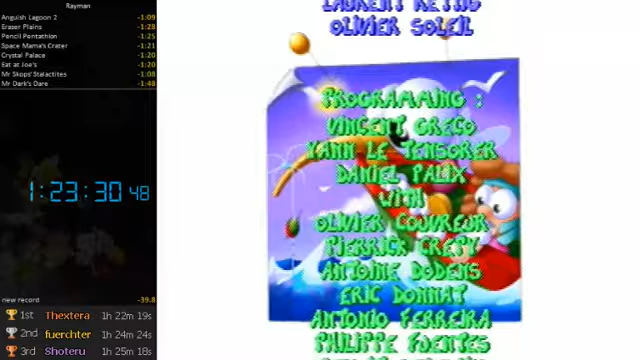 Rayman
Anguish Lagoon 2 -1:09
Eraser Plains -1:28
Pencil Pentathlon -1:25
Space Mama's Crater -1:21
Crystal Palace -1:20
Eat at Joe's -1:20
Mr Skops' Stalactites -1:08
Mr Dark's Dare -1:48
1:23:30 48
new record -39.8
1st Thextera 1h 22m 19s
2nd fuerchter 1h 24m 24s
3rd Shoteru 1h 25m 18s
OLIVIER SOLEIL
PROGRAMMING :
VINCENT GRECO
YANN LE TENSORER
DANIEL PALIX
WITH
OLIVIER COUVREUR
PIERRICK CREPY
ANTOINE DODENS
ERIC DONNAT
ANTONIO FERREIRA
PHILIPPE FUENTES